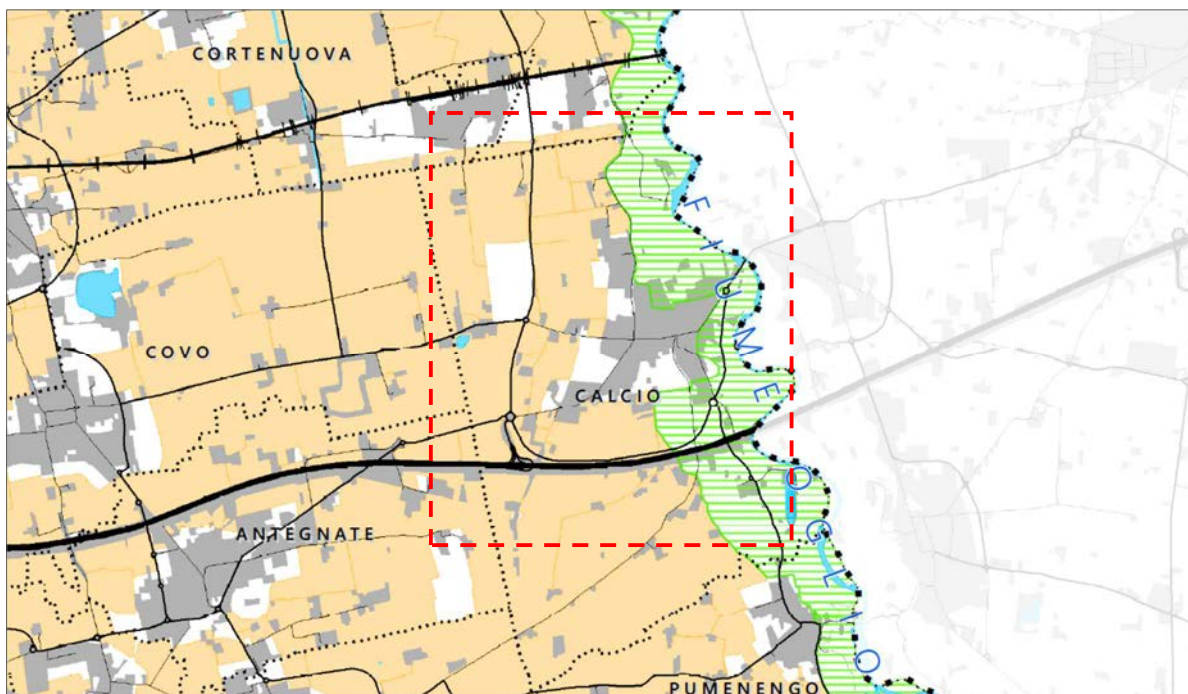 CORTENUOVA
FIUME
COVO
CALCIO
OGLIO
ANTEGNATE
PUMENENGO